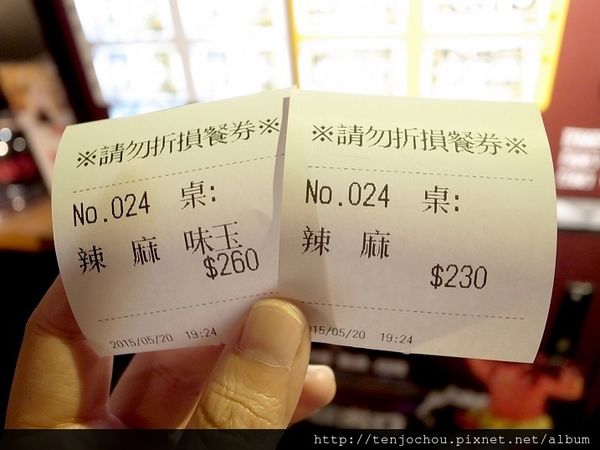 ※請勿折損餐券※
No.024 桌:
辣 麻 味玉
$260
2015/05/20 19:24
※請勿折損餐券※
No.024 桌:
辣 麻
$230
15/05/20 19:24
http://tenjochou.pixnet.net/album